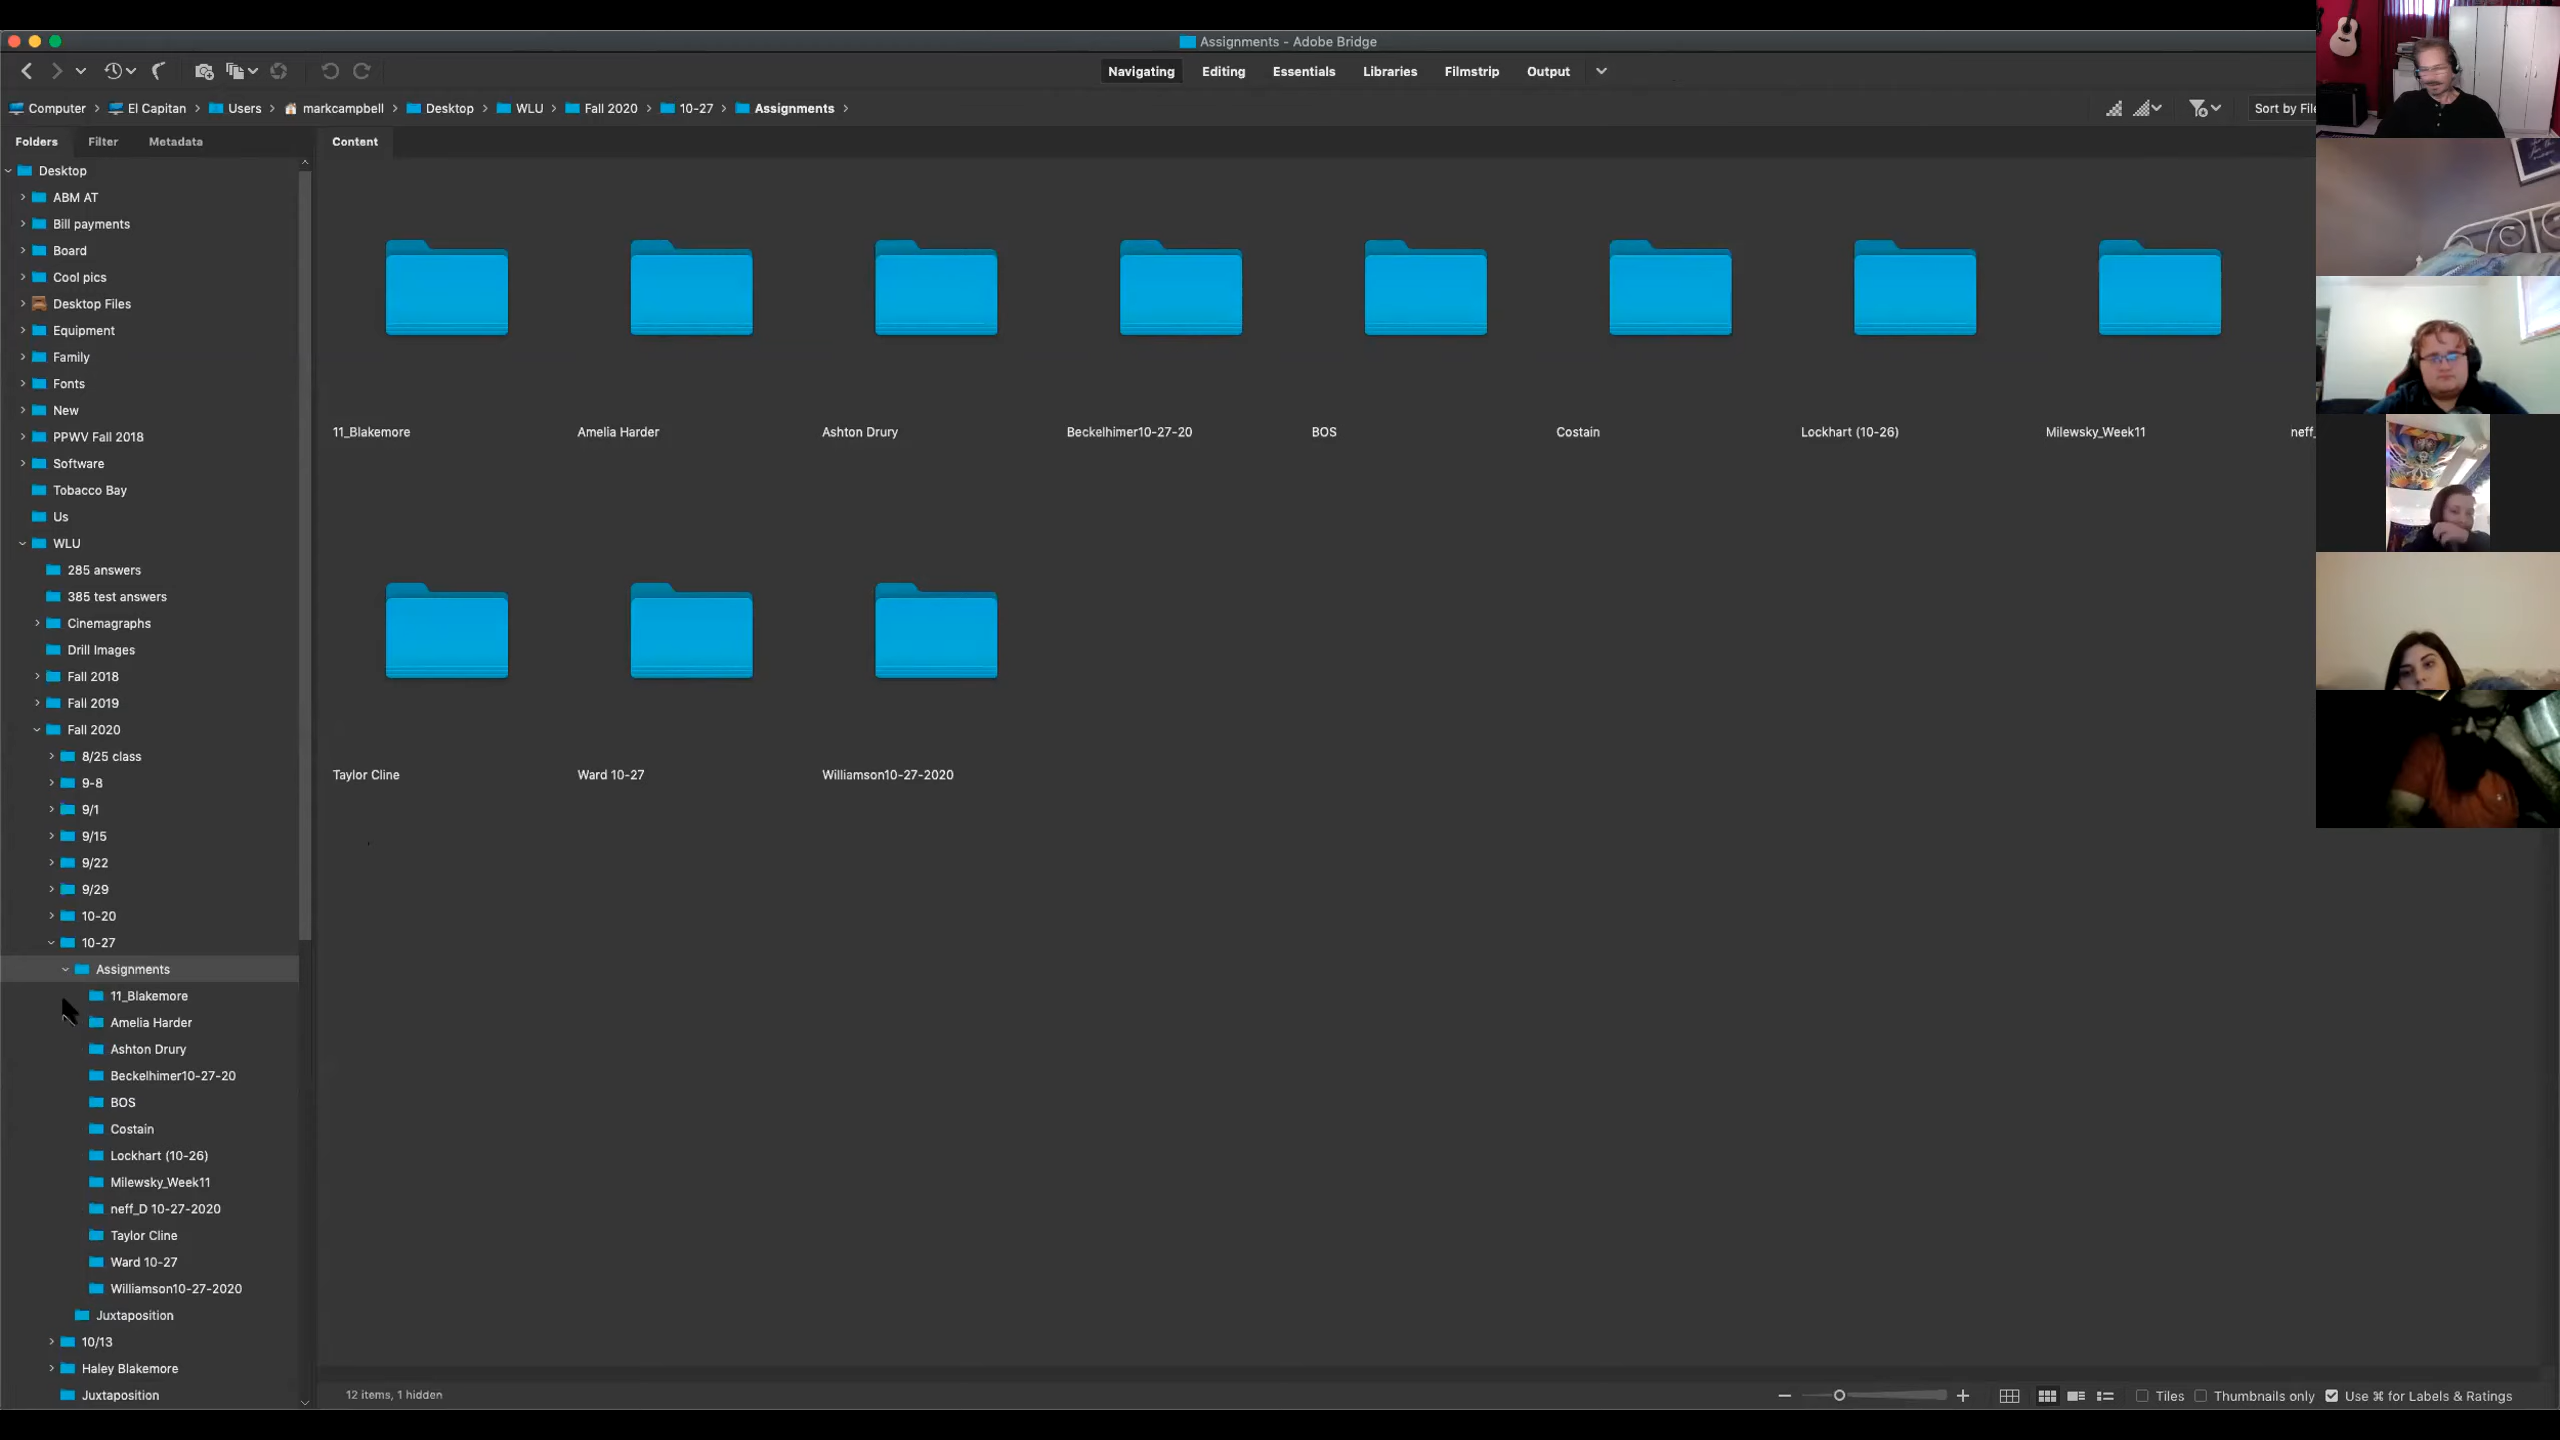 Assignments - Adobe Bridge
Navigating Editing Essentials Libraries Filmstrip Output
Computer El Capitan Users markcampbell Desktop WLU Fall 2020 10-27 Assignments
Sort by File
Folders Filter Metadata
Content
Desktop
ABM AT
Bill payments
Board
Cool pics
Desktop Files
Equipment
Family
Fonts
New
PPWV Fall 2018
Software
Tobacco Bay
Us
WLU
285 answers
385 test answers
Cinemagraphs
Drill Images
Fall 2018
Fall 2019
Fall 2020
8/25 class
9-8
9/1
9/15
9/22
9/29
10-20
10-27
Assignments
11_Blakemore
Amelia Harder
Ashton Drury
Beckelhimer10-27-20
BOS
Costain
Lockhart (10-26)
Milewsky_Week11
neff_D 10-27-2020
Taylor Cline
Ward 10-27
Williamson10-27-2020
Juxtaposition
10/13
Haley Blakemore
Juxtaposition
11_Blakemore Amelia Harder Ashton Drury Beckelhimer10-27-20 BOS Costain Lockhart (10-26) Milewsky_Week11 neff_
Taylor Cline Ward 10-27 Williamson10-27-2020
12 items, 1 hidden
Tiles Thumbnails only Use ⌘ for Labels & Ratings